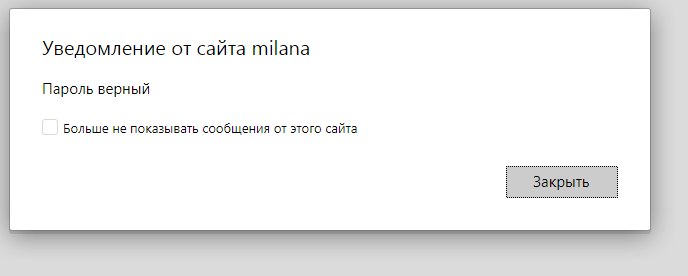 Уведомление от сайта milana
Пароль верный
Больше не показывать сообщения от этого сайта
Закрыть